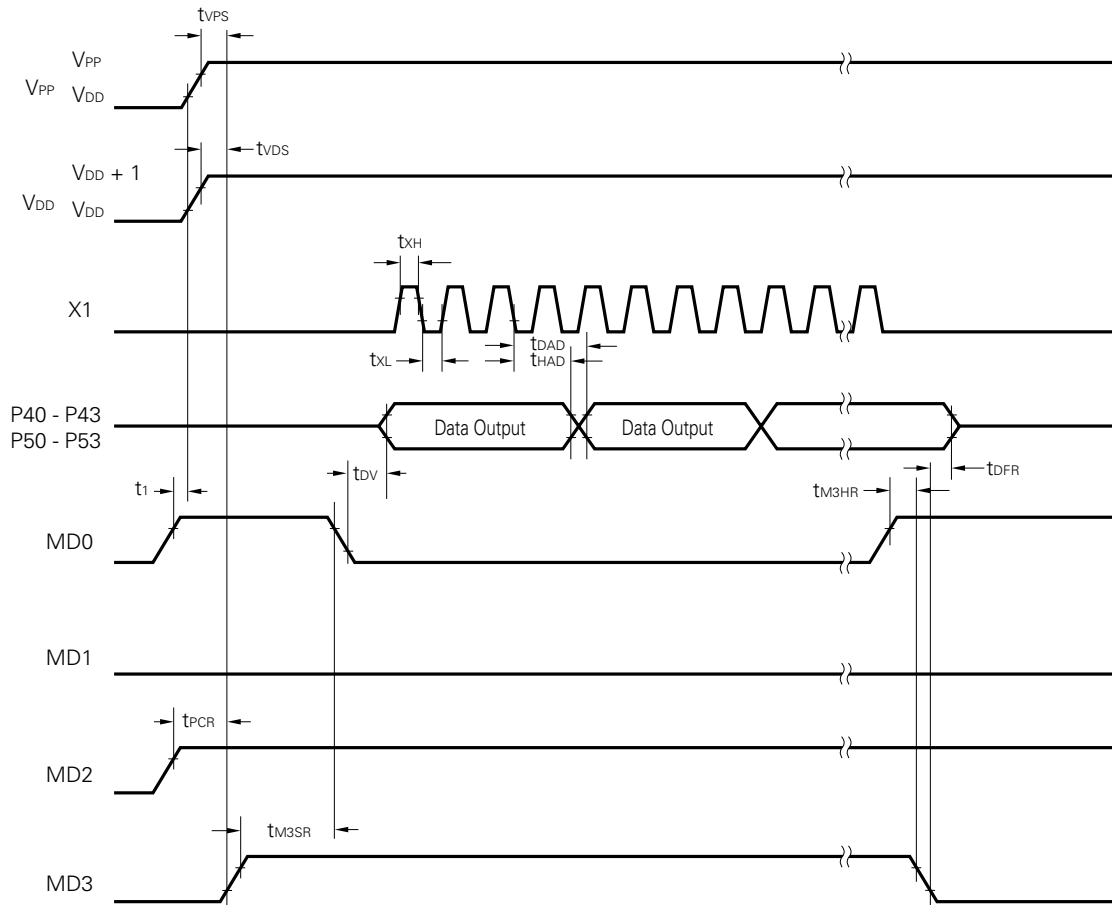 tVPS
VPP
VPP VDD
tVDS
VDD + 1
VDD VDD
tXH
X1
tDAD
tXL tHAD
P40 - P43
P50 - P53
Data Output Data Output
tDV
tDFR
t1
tM3HR
MD0
MD1
tPCR
MD2
tM3SR
MD3